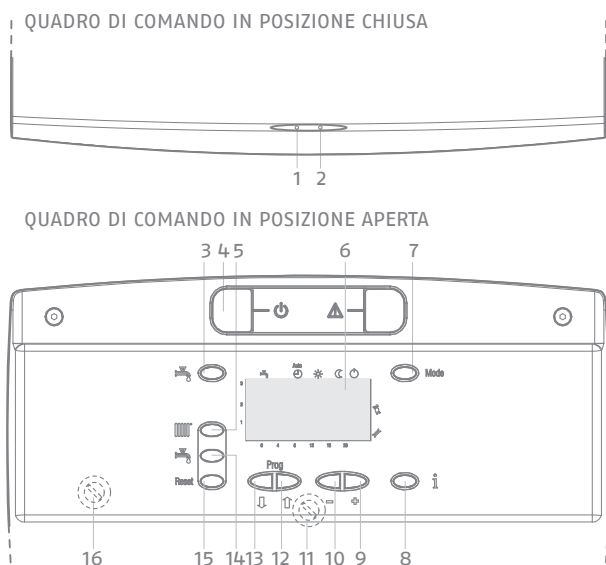 QUADRO DI COMANDO IN POSIZIONE CHIUSA
1 2
QUADRO DI COMANDO IN POSIZIONE APERTA
3 4 5 6 7
Auto
Mode
3
2
1
0 4 8 12 16 20
Prog
Reset
i
16 15 14 13 12 11 10 9 8